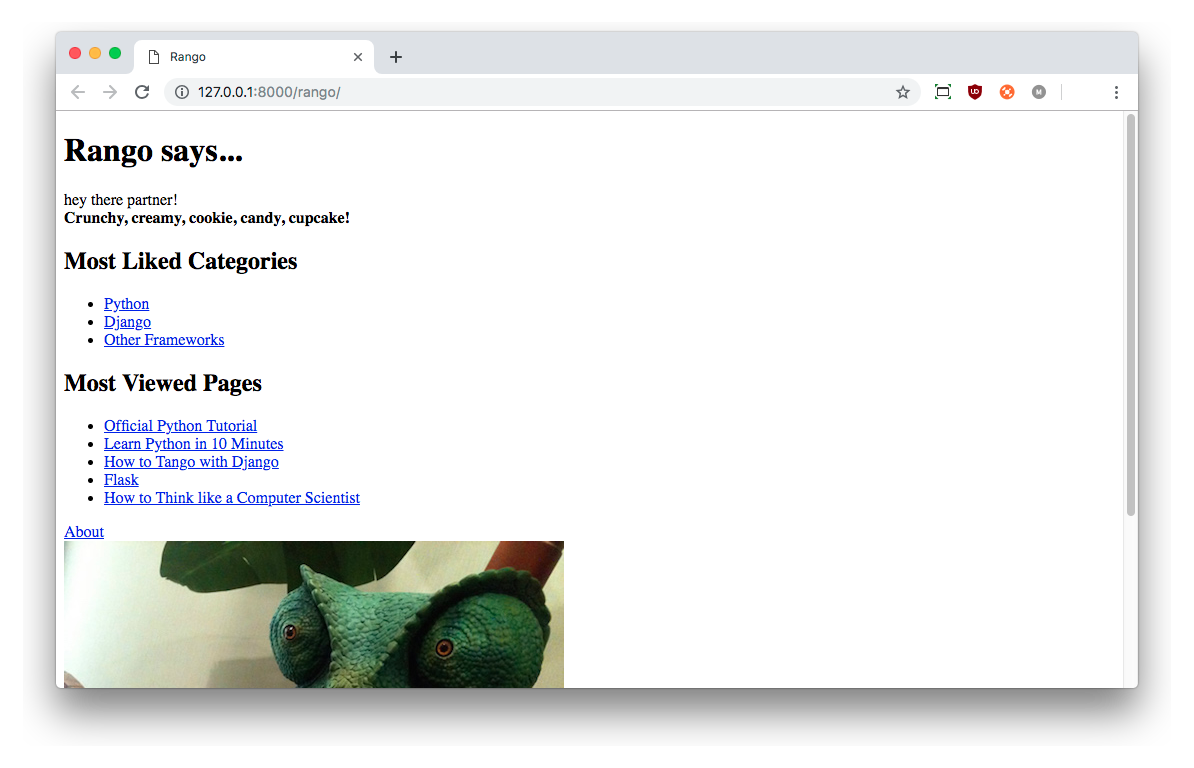 Rango
127.0.0.1:8000/rango/
UD
M
Rango says...
hey there partner!
Crunchy, creamy, cookie, candy, cupcake!
Most Liked Categories
Python
Django
Other Frameworks
Most Viewed Pages
Official Python Tutorial
Learn Python in 10 Minutes
How to Tango with Django
Flask
How to Think like a Computer Scientist
About